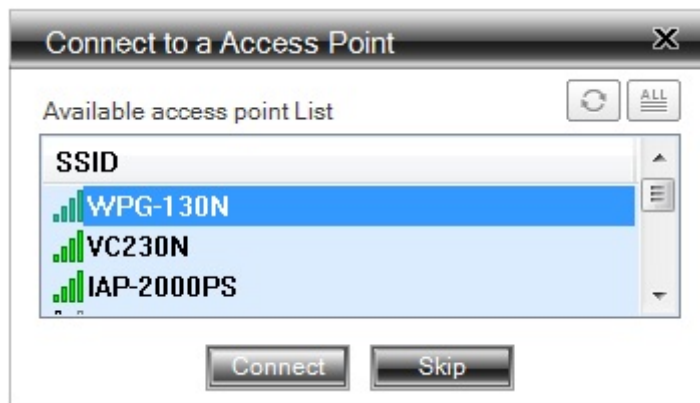 Connect to a Access Point
Available access point List
ALL
SSID
WPG-130N
VC230N
IAP-2000PS
Connect
Skip